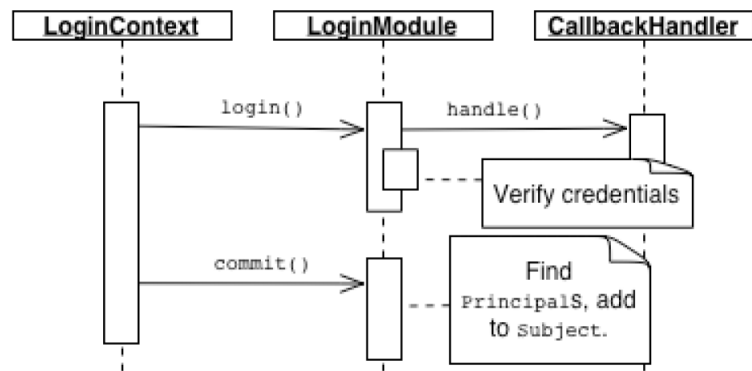 LoginContext
LoginModule
CallbackHandler
login()
handle()
Verify credentials
commit()
Find
Principals, add
to Subject.